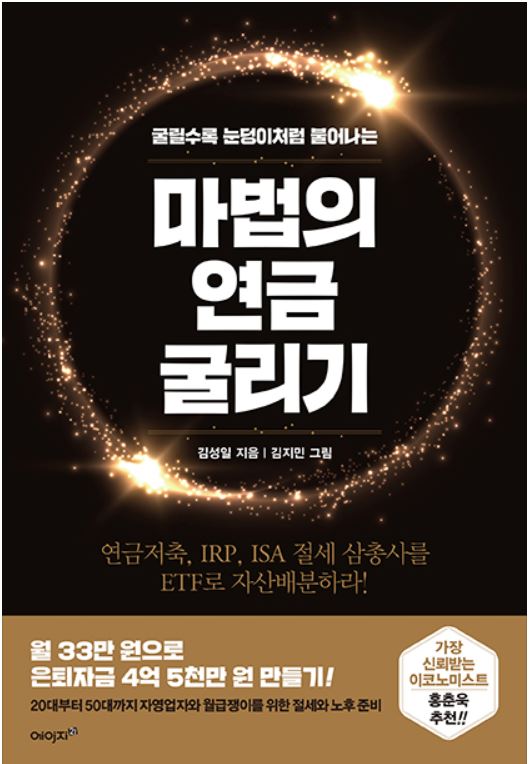 굴릴수록 눈덩이처럼 불어나는
마법의
연금
굴리기
김성일 지음 | 김지민 그림
연금저축, IRP, ISA 절세 삼총사를
ETF로 자산배분하라!
월 33만 원으로
은퇴자금 4억 5천만 원 만들기!
20대부터 50대까지 자영업자와 월급쟁이를 위한 절세와 노후 준비
가장
신뢰받는
이코노미스트
홍춘욱
추천!!
에이지21